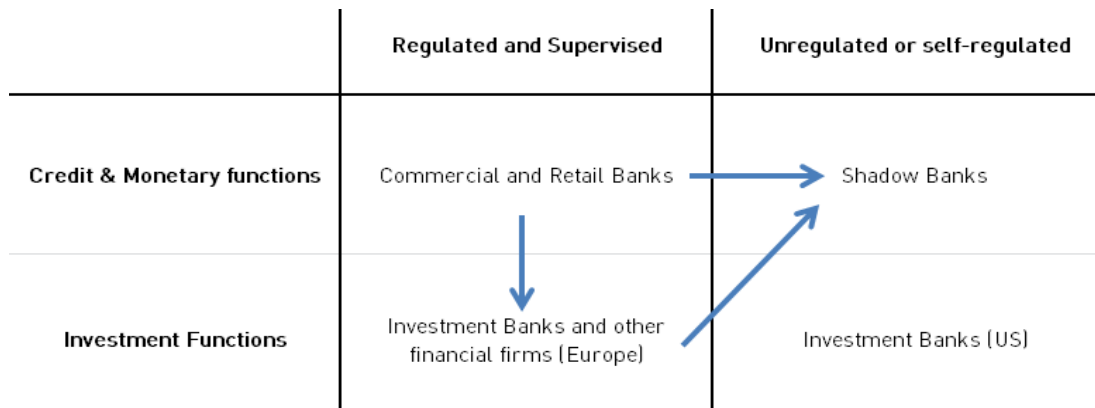 Regulated and Supervised
Unregulated or self-regulated
Credit & Monetary functions
Commercial and Retail Banks
Shadow Banks
Investment Functions
Investment Banks and other
financial firms (Europe)
Investment Banks (US)